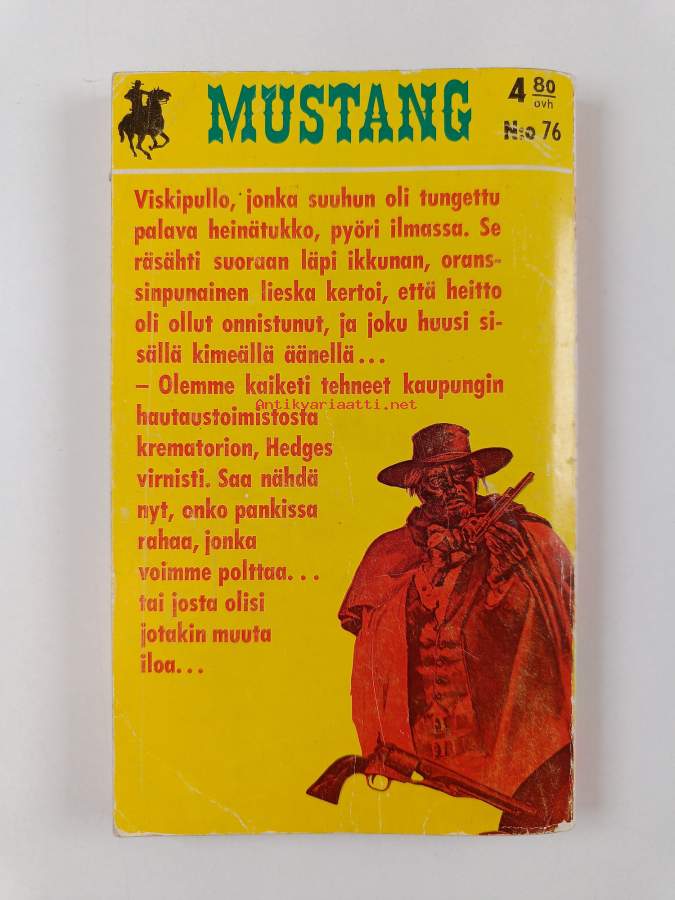 MUSTANG
4 80
ovh
N:o 76
Viskipullo, jonka suuhun oli tungettu
palava heinätukko, pyöri ilmassa. Se
räsähti suoraan läpi ikkunan, orans-
sinpunainen lieska kertoi, että heitto
oli ollut onnistunut, ja joku huusi si-
sällä kimeällä äänellä...
– Olemme kaiketi tehneet kaupungin
Antikvariaatti.net
hautaustoimistosta
krematorion, Hedges
virnisti. Saa nähdä
nyt, onko pankissa
rahaa, jonka
voimme polttaa...
tai josta olisi
jotakin muuta
iloa...